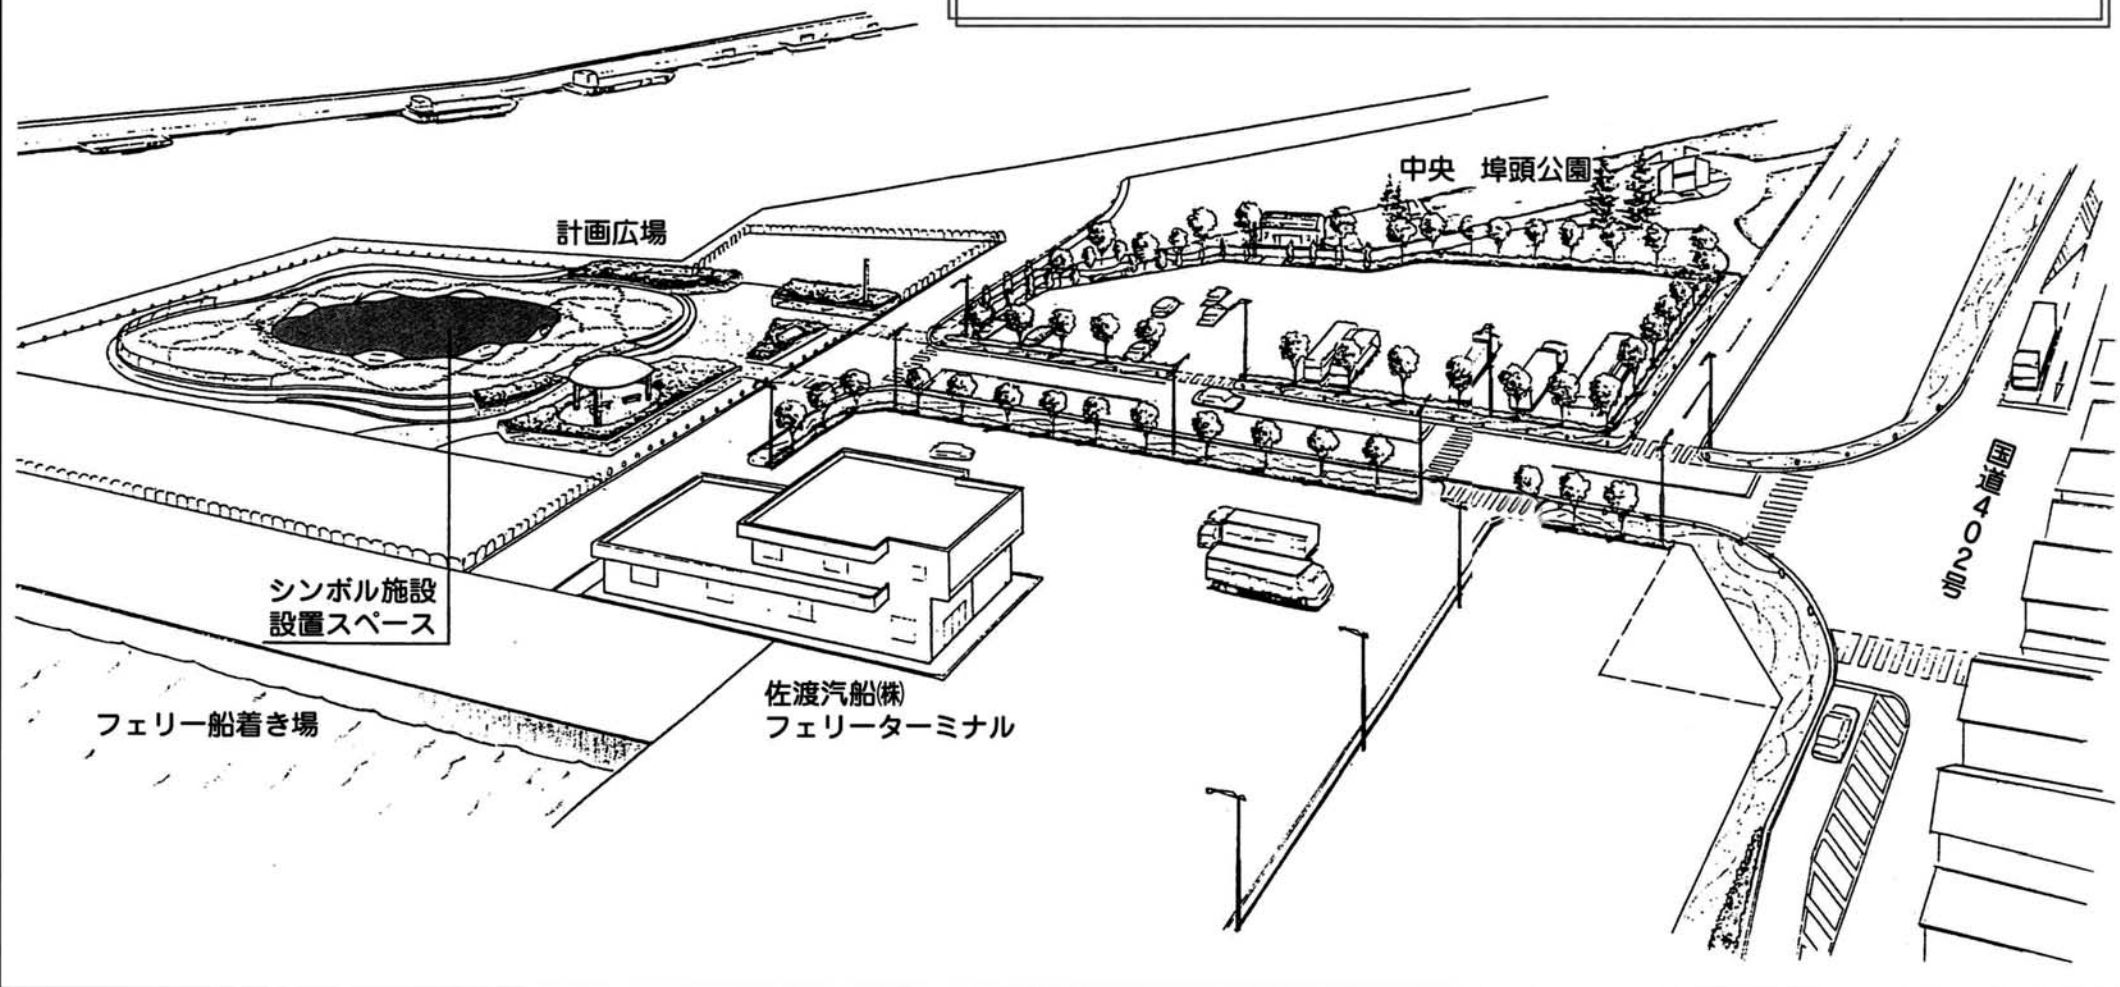 中央 埠頭公園
計画広場
国道402号
シンボル施設
設置スペース
佐渡汽船㈱
フェリーターミナル
フェリー船着き場